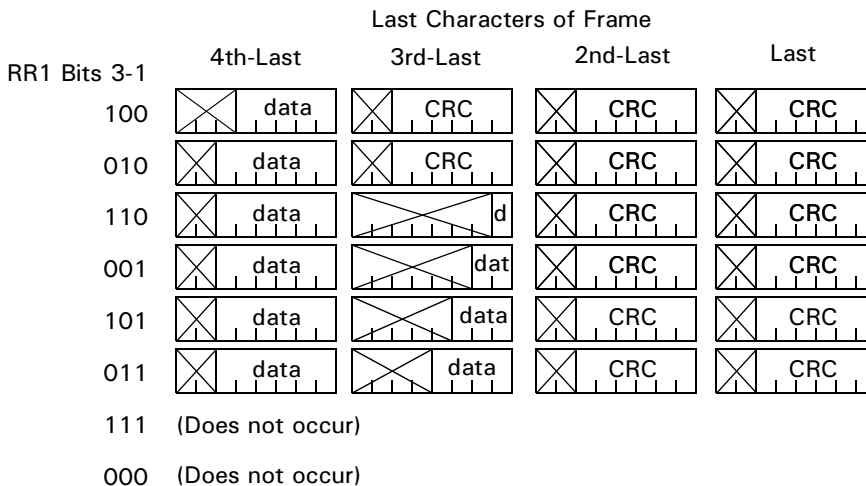 Last Characters of Frame
RR1 Bits 3-1 4th-Last 3rd-Last 2nd-Last Last
100 data CRC CRC CRC
010 data CRC CRC CRC
110 data d CRC CRC
001 data dat CRC CRC
101 data data CRC CRC
011 data data CRC CRC
111 (Does not occur)
000 (Does not occur)